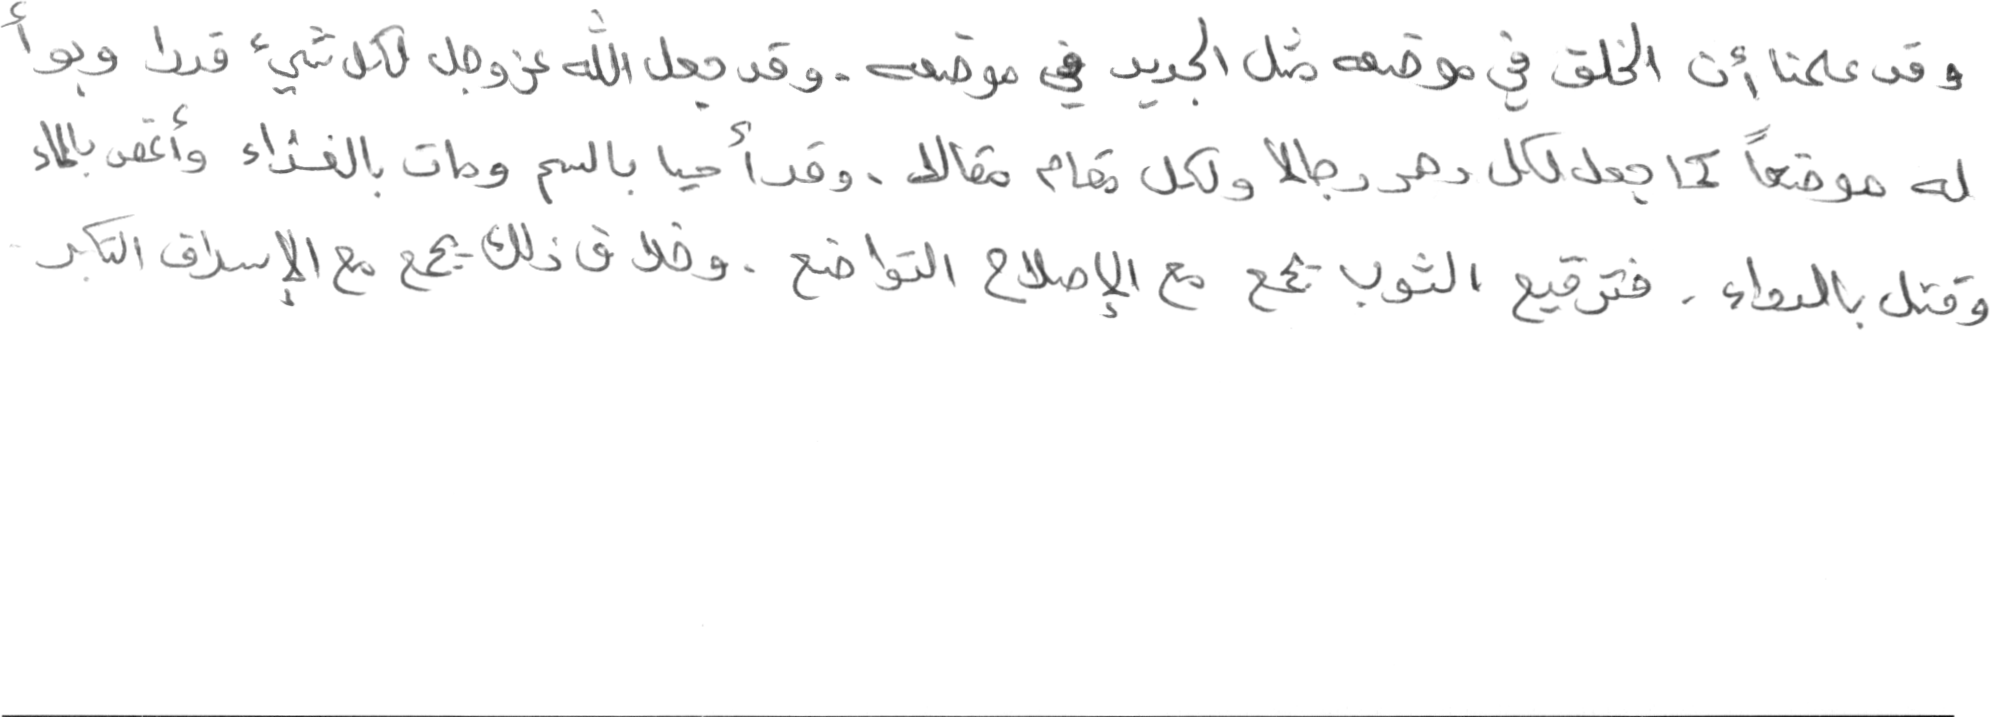 وقد علمنا أن الخلق في موضعه مثل الجديد في موضعه . وقد جعل الله عز وجل لكل شيئ قدرا وبوأ
له موضعاً كما جعل لكل دهر رجالا ولكل مقام مقالا . وقد أحيا بالسم ومات بالغذاء وأغص بالماء
وقتل بالدواء . فترقيع الثوب يجمع مع الإصلاح التواضع . وخلاف ذلك يجمع مع الإسراف التكبر